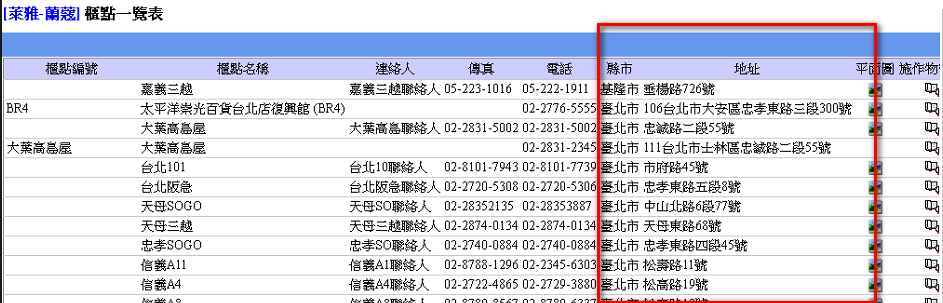 [萊雅-蘭蔻] 櫃點一覽表
櫃點編號 櫃點名稱 連絡人 傳真 電話 縣市 地址 平面圖 施作物
嘉義三越 嘉義三越聯絡人 05-223-1016 05-222-1911 基隆市 垂楊路726號
BR4 太平洋崇光百貨台北店復興館 (BR4) 02-2776-5555 臺北市 106台北市大安區忠孝東路三段300號
大葉高島屋 大葉高島屋聯絡人 02-2831-5002 02-2831-5002 臺北市 忠誠路二段55號
大葉高島屋 大葉高島屋 02-2831-2345 臺北市 111台北市士林區忠誠路二段55號
台北101 台北10聯絡人 02-8101-7943 02-8101-7739 臺北市 市府路45號
台北阪急 台北阪急聯絡人 02-2720-5308 02-2720-5306 臺北市 忠孝東路五段8號
天母SOGO 天母SO聯絡人 02-28352135 02-28353887 臺北市 中山北路6段77號
天母三越 天母三越聯絡人 02-2874-0134 02-2874-0134 臺北市 天母東路68號
忠孝SOGO 忠孝SO聯絡人 02-2740-0884 02-2740-0884 臺北市 忠孝東路四段45號
信義A11 信義A1聯絡人 02-8788-1296 02-2345-6303 臺北市 松壽路11號
信義A4 信義A4聯絡人 02-2722-4865 02-2729-3880 臺北市 松高路19號